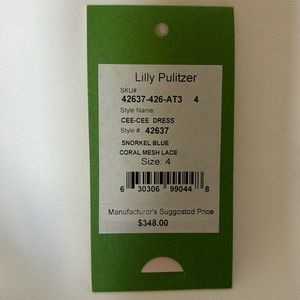 Lilly Pulitzer
SKU#
42637-426-AT3 4
Style Name:
CEE-CEE DRESS
Style # 42637
SNORKEL BLUE
CORAL MESH LACE
Size: 4
6 30306 99044 8
Manufacturer's Suggested Price
$348.00